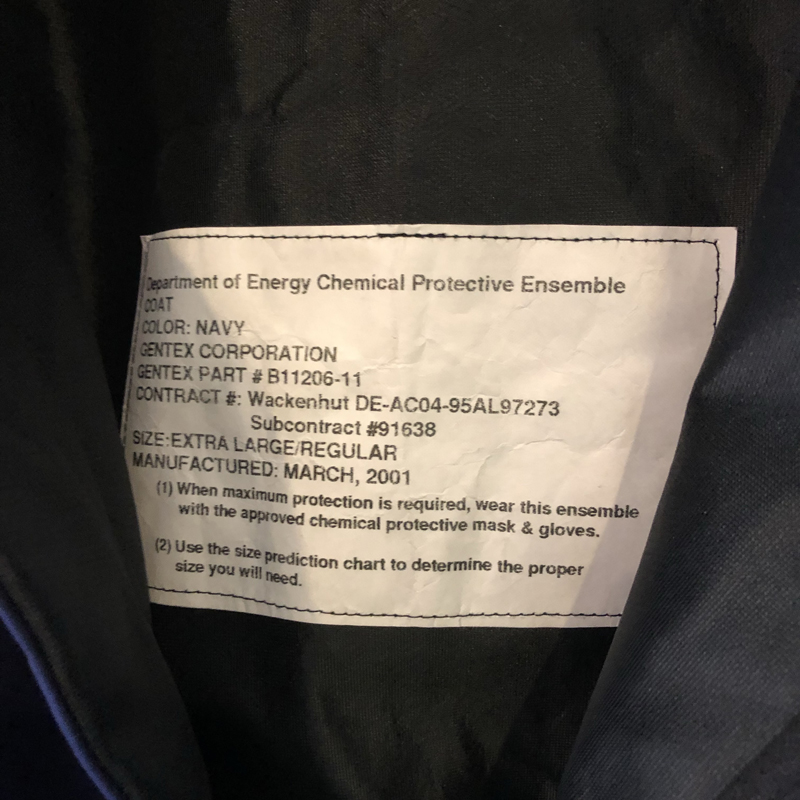 Department of Energy Chemical Protective Ensemble
COAT
COLOR: NAVY
GENTEX CORPORATION
GENTEX PART # B11206-11
CONTRACT #: Wackenhut DE-AC04-95AL97273
Subcontract #91638
SIZE:EXTRA LARGE/REGULAR
MANUFACTURED: MARCH, 2001
(1) When maximum protection is required, wear this ensemble
with the approved chemical protective mask & gloves.
(2) Use the size prediction chart to determine the proper
size you will need.